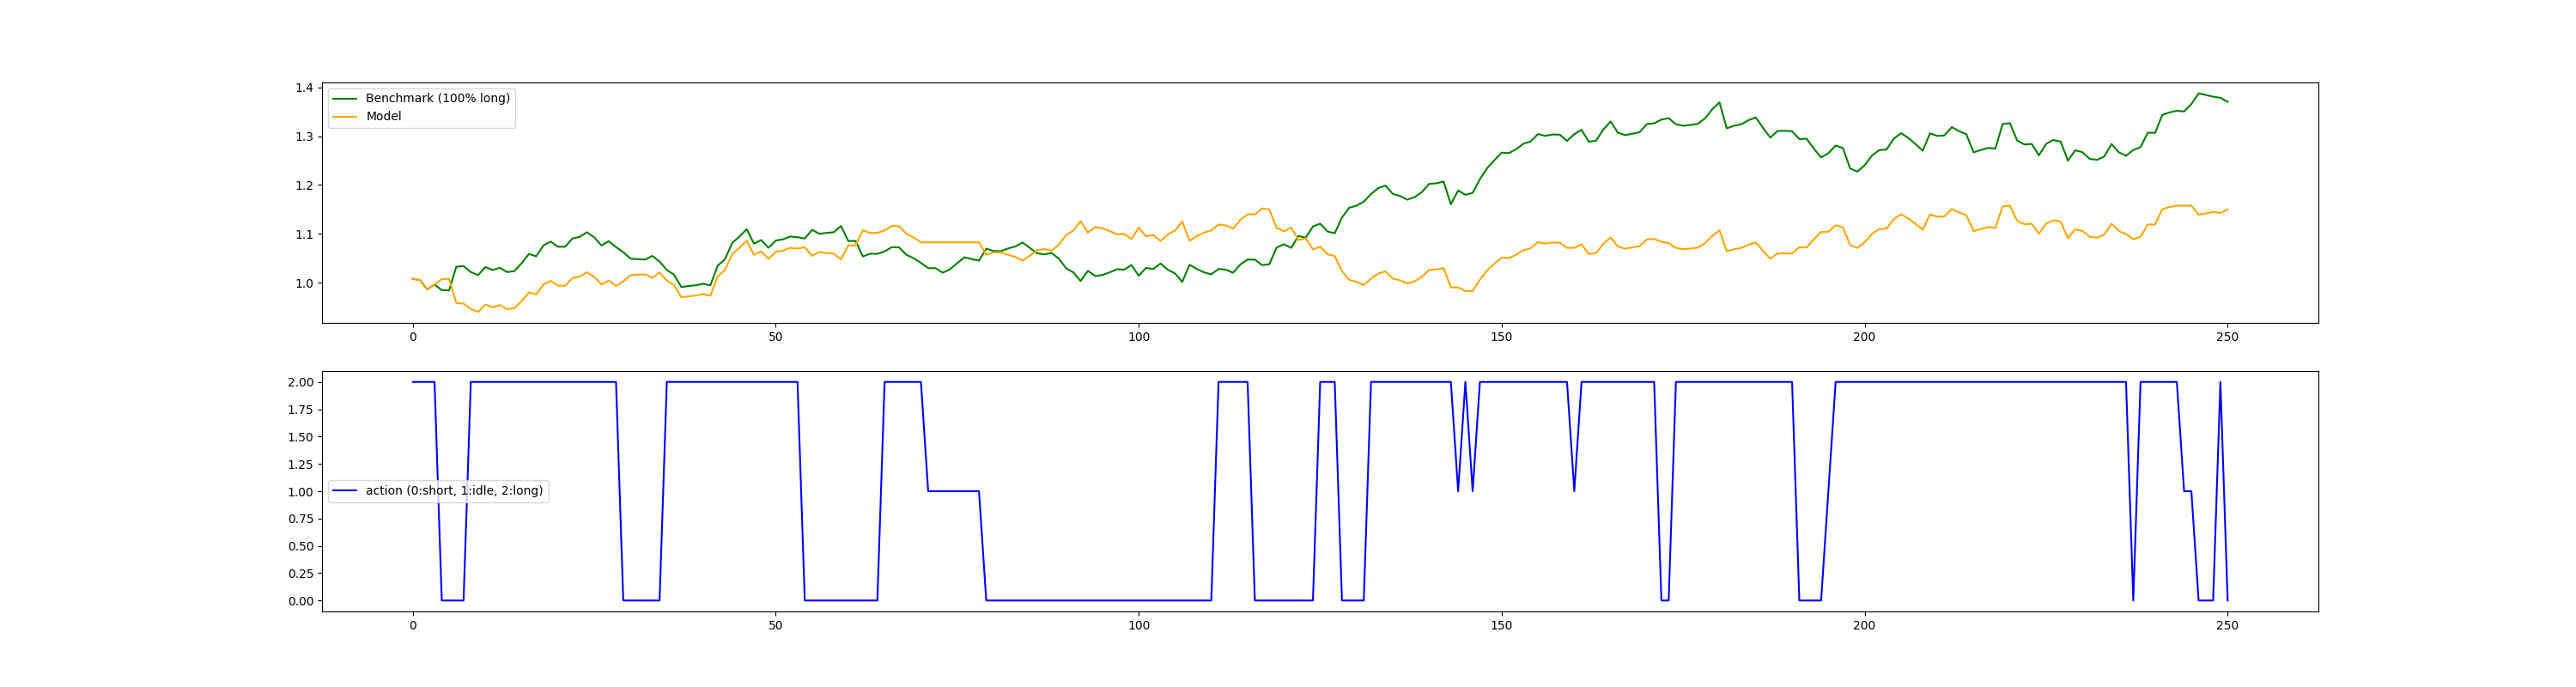 1.4
1.3
1.2
1.1
1.0
Benchmark (100% long)
Model
0 50 100 150 200 250
2.00
1.75
1.50
1.25
1.00
0.75
0.50
0.25
0.00
action (0:short, 1:idle, 2:long)
0 50 100 150 200 250